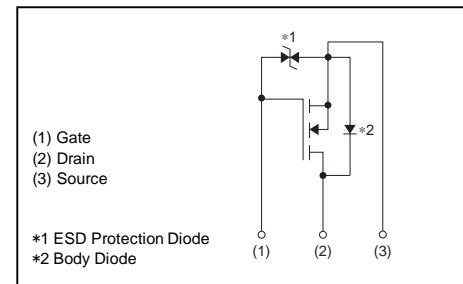 *1
*2
(1) Gate
(2) Drain
(3) Source
*1 ESD Protection Diode
*2 Body Diode
(1) (2) (3)